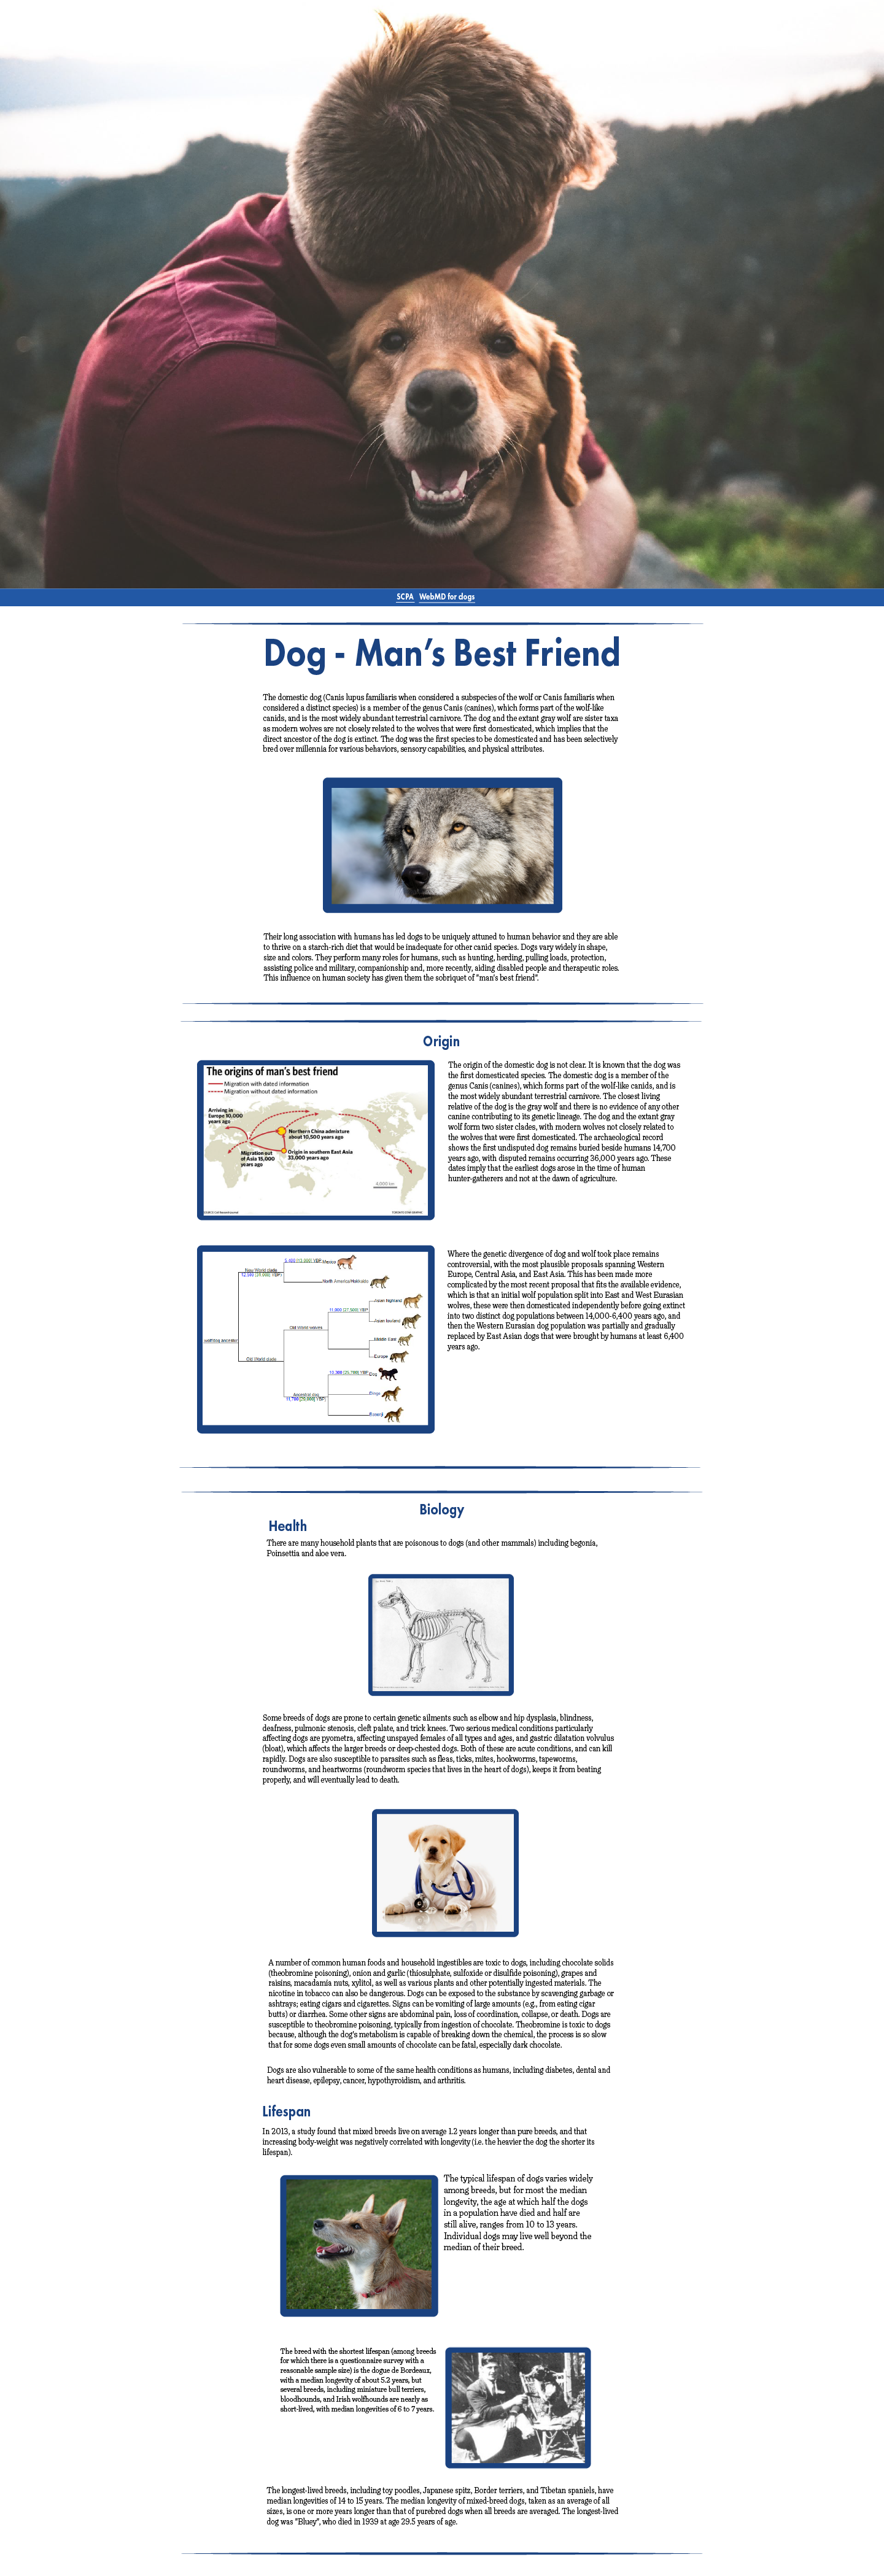 SCPA WebMD for dogs
Dog - Man's Best Friend
The domestic dog (Canis lupus familiaris when considered a subspecies of the wolf or Canis familiaris when
considered a distinct species) is a member of the genus Canis (canines), which forms part of the wolf-like
canids, and is the most widely abundant terrestrial carnivore. The dog and the extant gray wolf are sister taxa
as modern wolves are not closely related to the wolves that were first domesticated, which implies that the
direct ancestor of the dog is extinct. The dog was the first species to be domesticated and has been selectively
bred over millennia for various behaviors, sensory capabilities, and physical attributes.
Their long association with humans has led dogs to be uniquely attuned to human behavior and they are able
to thrive on a starch-rich diet that would be inadequate for other canid species. Dogs vary widely in shape,
size and colors. They perform many roles for humans, such as hunting, herding, pulling loads, protection,
assisting police and military, companionship and, more recently, aiding disabled people and therapeutic roles.
This influence on human society has given them the sobriquet of "man's best friend".
Origin
The origins of man's best friend
Migration with dated information
Migration without dated information
Arriving in
Europe 10,000
years ago
Northern China admixture
about 10,500 years ago
Migration out
of Asia 15,000
years ago
Origin in southern East Asia
33,000 years ago
4,000 km
The origin of the domestic dog is not clear. It is known that the dog was
the first domesticated species. The domestic dog is a member of the
genus Canis (canines), which forms part of the wolf-like canids, and is
the most widely abundant terrestrial carnivore. The closest living
relative of the dog is the gray wolf and there is no evidence of any other
canine contributing to its genetic lineage. The dog and the extant gray
wolf form two sister clades, with modern wolves not closely related to
the wolves that were first domesticated. The archaeological record
shows the first undisputed dog remains buried beside humans 14,700
years ago, with disputed remains occurring 36,000 years ago. These
dates imply that the earliest dogs arose in the time of human
hunter-gatherers and not at the dawn of agriculture.
wolf/dog ancestor
New World clade
Mexico
North America/Holarctic
Old World clade
Old World wolves
Asian highland
Asian lowland
Middle East
Europe
Ancestral dog
Dog
Dingo
Basenji
Where the genetic divergence of dog and wolf took place remains
controversial, with the most plausible proposals spanning Western
Europe, Central Asia, and East Asia. This has been made more
complicated by the most recent proposal that fits the available evidence,
which is that an initial wolf population split into East and West Eurasian
wolves, these were then domesticated independently before going extinct
into two distinct dog populations between 14,000-6,400 years ago, and
then the Western Eurasian dog population was partially and gradually
replaced by East Asian dogs that were brought by humans at least 6,400
years ago.
Biology
Health
There are many household plants that are poisonous to dogs (and other mammals) including begonia,
Poinsettia and aloe vera.
Some breeds of dogs are prone to certain genetic ailments such as elbow and hip dysplasia, blindness,
deafness, pulmonic stenosis, cleft palate, and trick knees. Two serious medical conditions particularly
affecting dogs are pyometra, affecting unspayed females of all types and ages, and gastric dilatation volvulus
(bloat), which affects the larger breeds or deep-chested dogs. Both of these are acute conditions, and can kill
rapidly. Dogs are also susceptible to parasites such as fleas, ticks, mites, hookworms, tapeworms,
roundworms, and heartworms (roundworm species that lives in the heart of dogs), keeps it from beating
properly, and will eventually lead to death.
A number of common human foods and household ingestibles are toxic to dogs, including chocolate solids
(theobromine poisoning), onion and garlic (thiosulphate, sulfoxide or disulfide poisoning), grapes and
raisins, macadamia nuts, xylitol, as well as various plants and other potentially ingested materials. The
nicotine in tobacco can also be dangerous. Dogs can be exposed to the substance by scavenging garbage or
ashtrays; eating cigars and cigarettes. Signs can be vomiting of large amounts (e.g., from eating cigar
butts) or diarrhea. Some other signs are abdominal pain, loss of coordination, collapse, or death. Dogs are
susceptible to theobromine poisoning, typically from ingestion of chocolate. Theobromine is toxic to dogs
because, although the dog's metabolism is capable of breaking down the chemical, the process is so slow
that for some dogs even small amounts of chocolate can be fatal, especially dark chocolate.
Dogs are also vulnerable to some of the same health conditions as humans, including diabetes, dental and
heart disease, epilepsy, cancer, hypothyroidism, and arthritis.
Lifespan
In 2013, a study found that mixed breeds live on average 1.2 years longer than pure breeds, and that
increasing body-weight was negatively correlated with longevity (i.e. the heavier the dog the shorter its
lifespan).
The typical lifespan of dogs varies widely
among breeds, but for most the median
longevity, the age at which half the dogs
in a population have died and half are
still alive, ranges from 10 to 13 years.
Individual dogs may live well beyond the
median of their breed.
The breed with the shortest lifespan (among breeds
for which there is a questionnaire survey with a
reasonable sample size) is the dogue de Bordeaux,
with a median longevity of about 5.2 years, but
several breeds, including miniature bull terriers,
bloodhounds, and Irish wolfhounds are nearly as
short-lived, with median longevities of 6 to 7 years.
The longest-lived breeds, including toy poodles, Japanese spitz, Border terriers, and Tibetan spaniels, have
median longevities of 14 to 15 years. The median longevity of mixed-breed dogs, taken as an average of all
sizes, is one or more years longer than that of purebred dogs when all breeds are averaged. The longest-lived
dog was "Bluey", who died in 1939 at age 29.5 years of age.